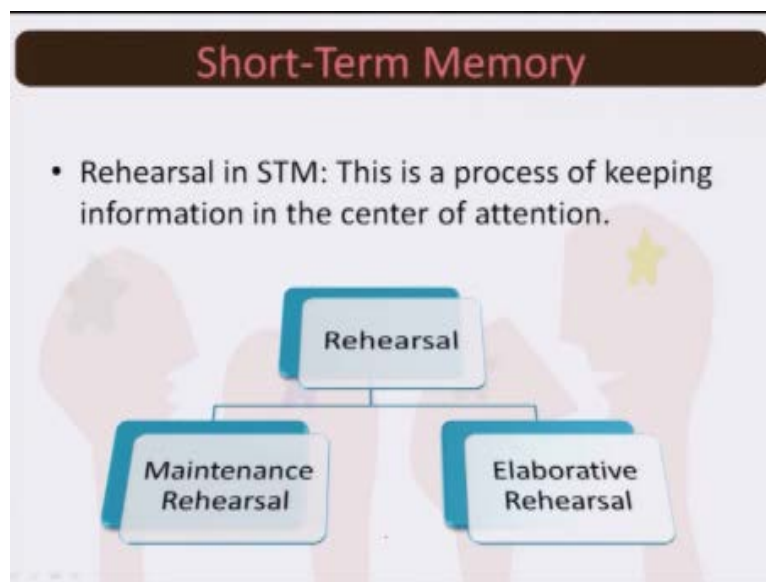 Short-Term Memory
• Rehearsal in STM: This is a process of keeping
information in the center of attention.
Rehearsal
Maintenance
Rehearsal
Elaborative
Rehearsal